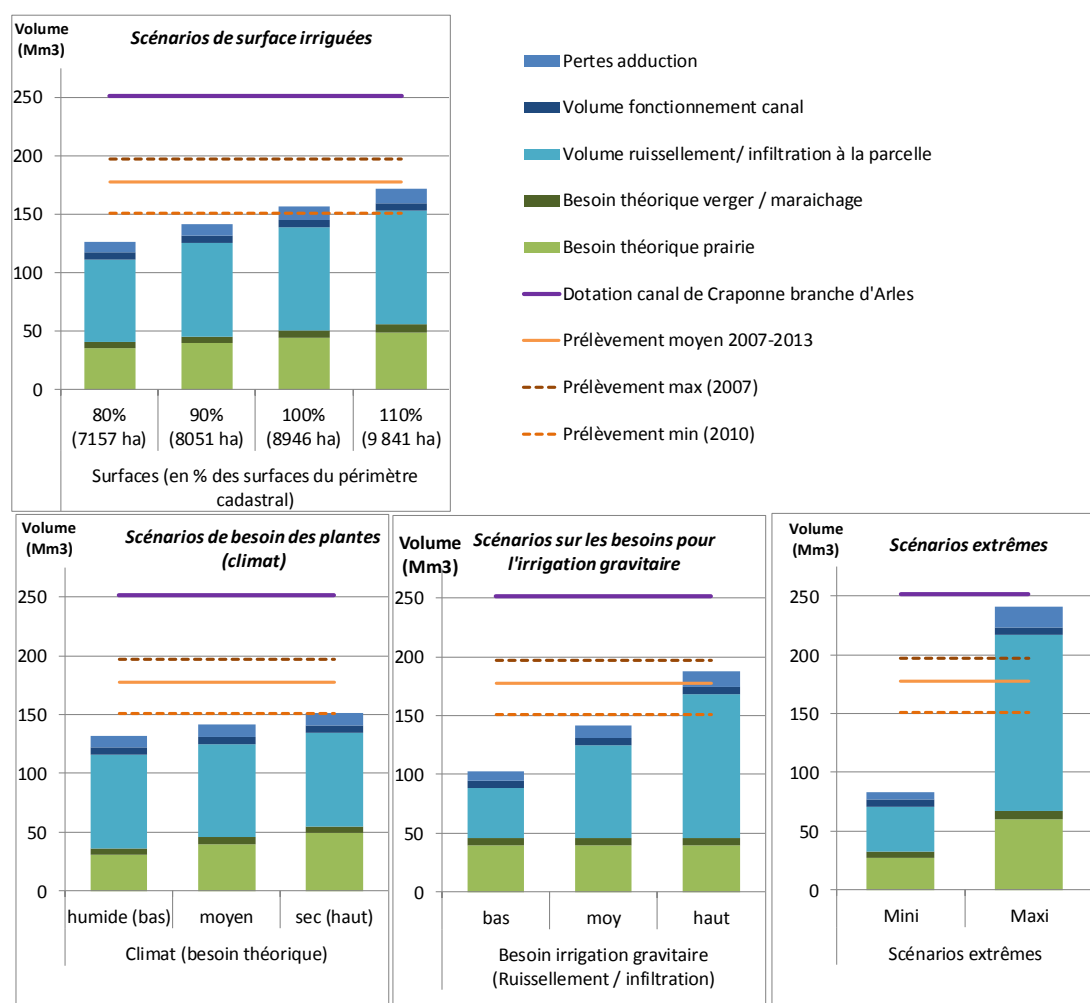 Volume
(Mm3)
Scénarios de surface irriguées
250
200
150
100
50
0
80%
(7157 ha)
90%
(8051 ha)
100%
(8946 ha)
110%
(9 841 ha)
Surfaces (en % des surfaces du périmètre
cadastral)
Pertes adduction
Volume fonctionnement canal
Volume ruissellement/ infiltration à la parcelle
Besoin théorique verger / maraichage
Besoin théorique prairie
Dotation canal de Craponne branche d'Arles
Prélèvement moyen 2007-2013
Prélèvement max (2007)
Prélèvement min (2010)
Volume
(Mm3)
Scénarios de besoin des plantes
(climat)
250
200
150
100
50
0
humide (bas)
moyen
sec (haut)
Climat (besoin théorique)
Volume
(Mm3)
Scénarios sur les besoins pour
l'irrigation gravitaire
250
200
150
100
50
0
bas
moy
haut
Besoin irrigation gravitaire
(Ruissellement / infiltration)
Volume
(Mm3)
Scénarios extrêmes
250
200
150
100
50
0
Mini
Maxi
Scénarios extrêmes